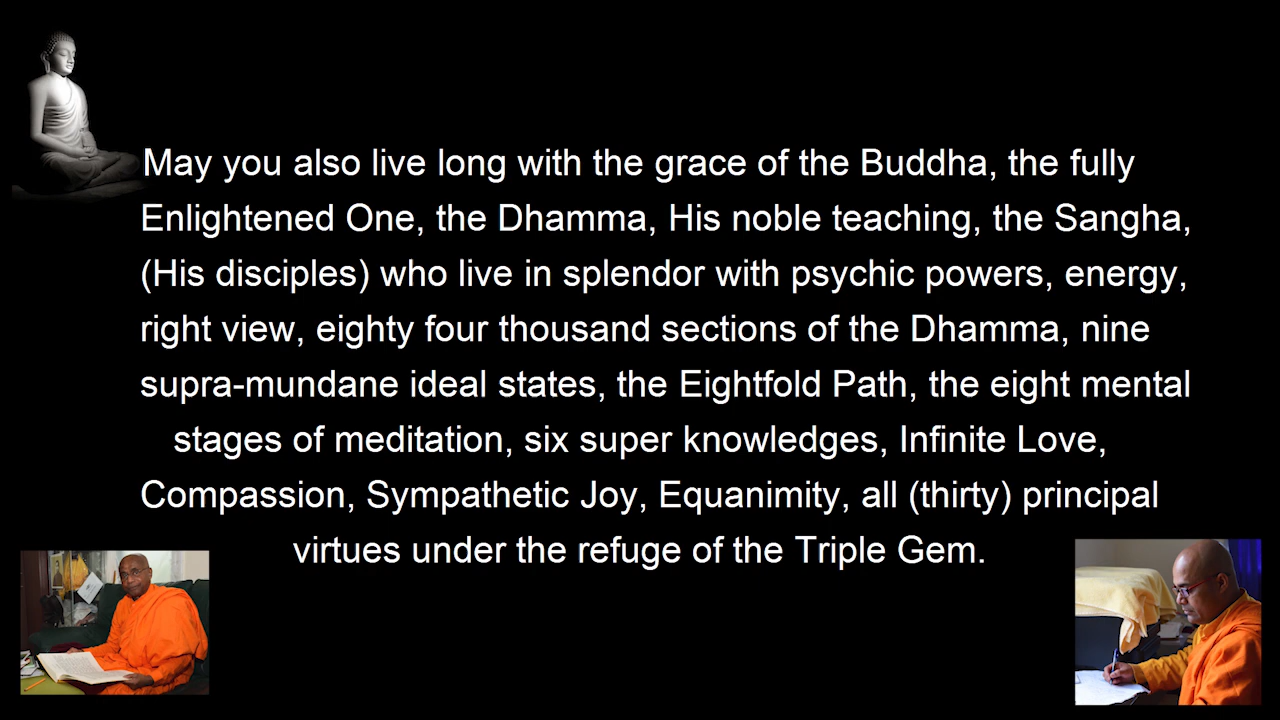 May you also live long with the grace of the Buddha, the fully
Enlightened One, the Dhamma, His noble teaching, the Sangha,
(His disciples) who live in splendor with psychic powers, energy,
right view, eighty four thousand sections of the Dhamma, nine
supra-mundane ideal states, the Eightfold Path, the eight mental
stages of meditation, six super knowledges, Infinite Love,
Compassion, Sympathetic Joy, Equanimity, all (thirty) principal
virtues under the refuge of the Triple Gem.